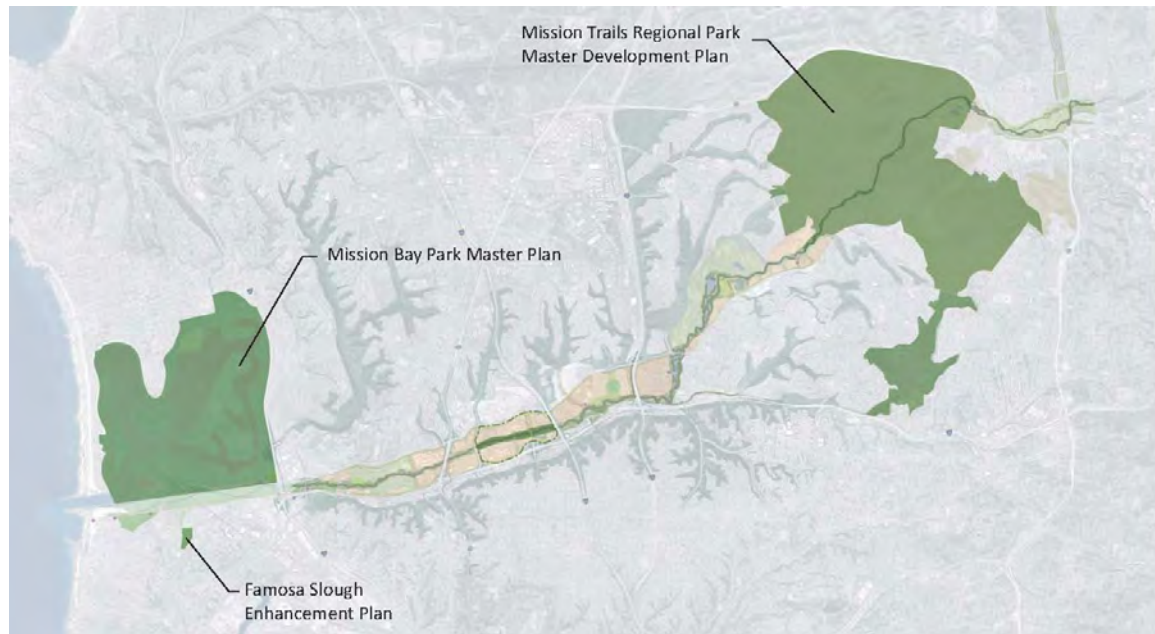 Mission Trails Regional Park
Master Development Plan
Mission Bay Park Master Plan
Famosa Slough
Enhancement Plan